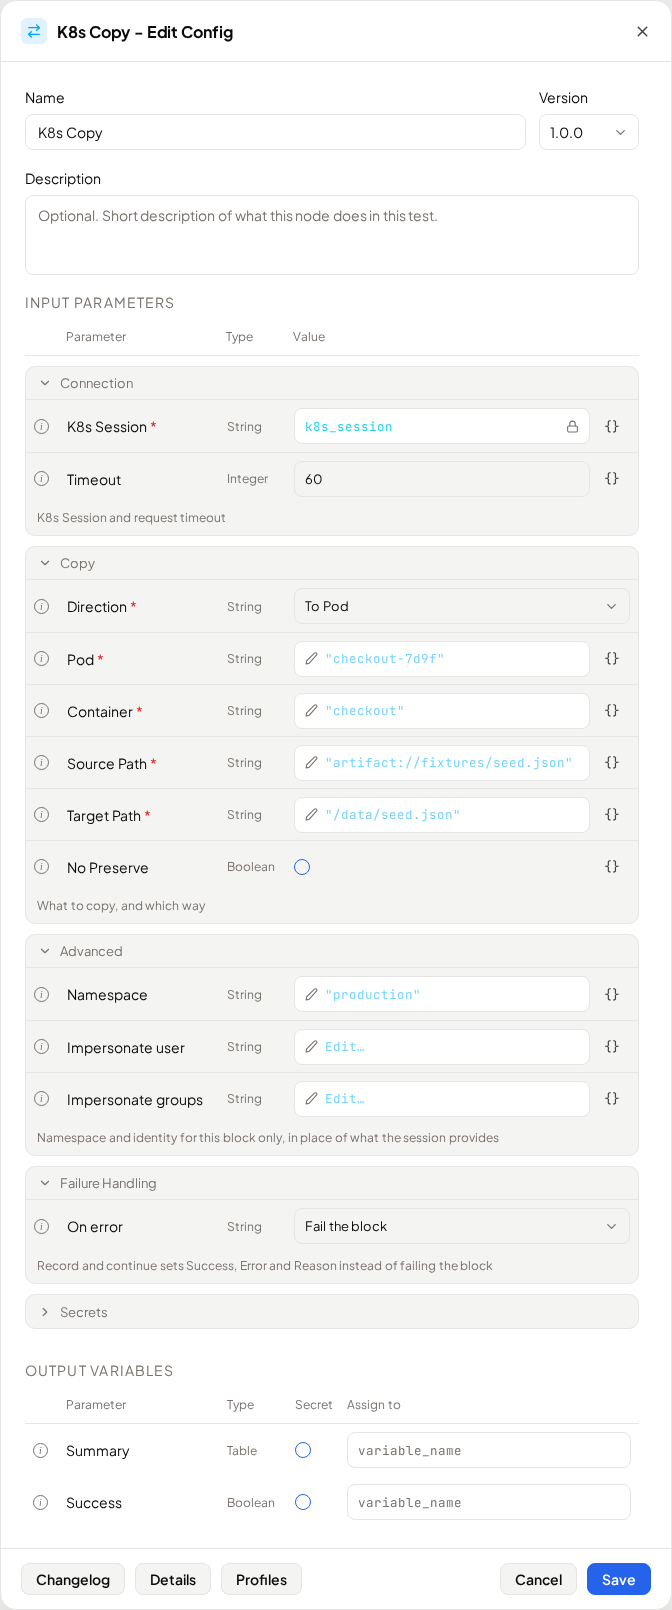 K8s Copy - Edit Config
Name
Version
K8s Copy
1.0.0
Description
Optional. Short description of what this node does in this test.
INPUT PARAMETERS
Parameter Type Value
Connection
K8s Session * String k8s_session {}
Timeout Integer 60 {}
K8s Session and request timeout
Copy
Direction * String To Pod
Pod * String "checkout-7d9f" {}
Container * String "checkout" {}
Source Path * String "artifact://fixtures/seed.json" {}
Target Path * String "/data/seed.json" {}
No Preserve Boolean {}
What to copy, and which way
Advanced
Namespace String "production" {}
Impersonate user String Edit… {}
Impersonate groups String Edit… {}
Namespace and identity for this block only, in place of what the session provides
Failure Handling
On error String Fail the block
Record and continue sets Success, Error and Reason instead of failing the block
Secrets
OUTPUT VARIABLES
Parameter Type Secret Assign to
Summary Table variable_name
Success Boolean variable_name
Changelog Details Profiles Cancel Save